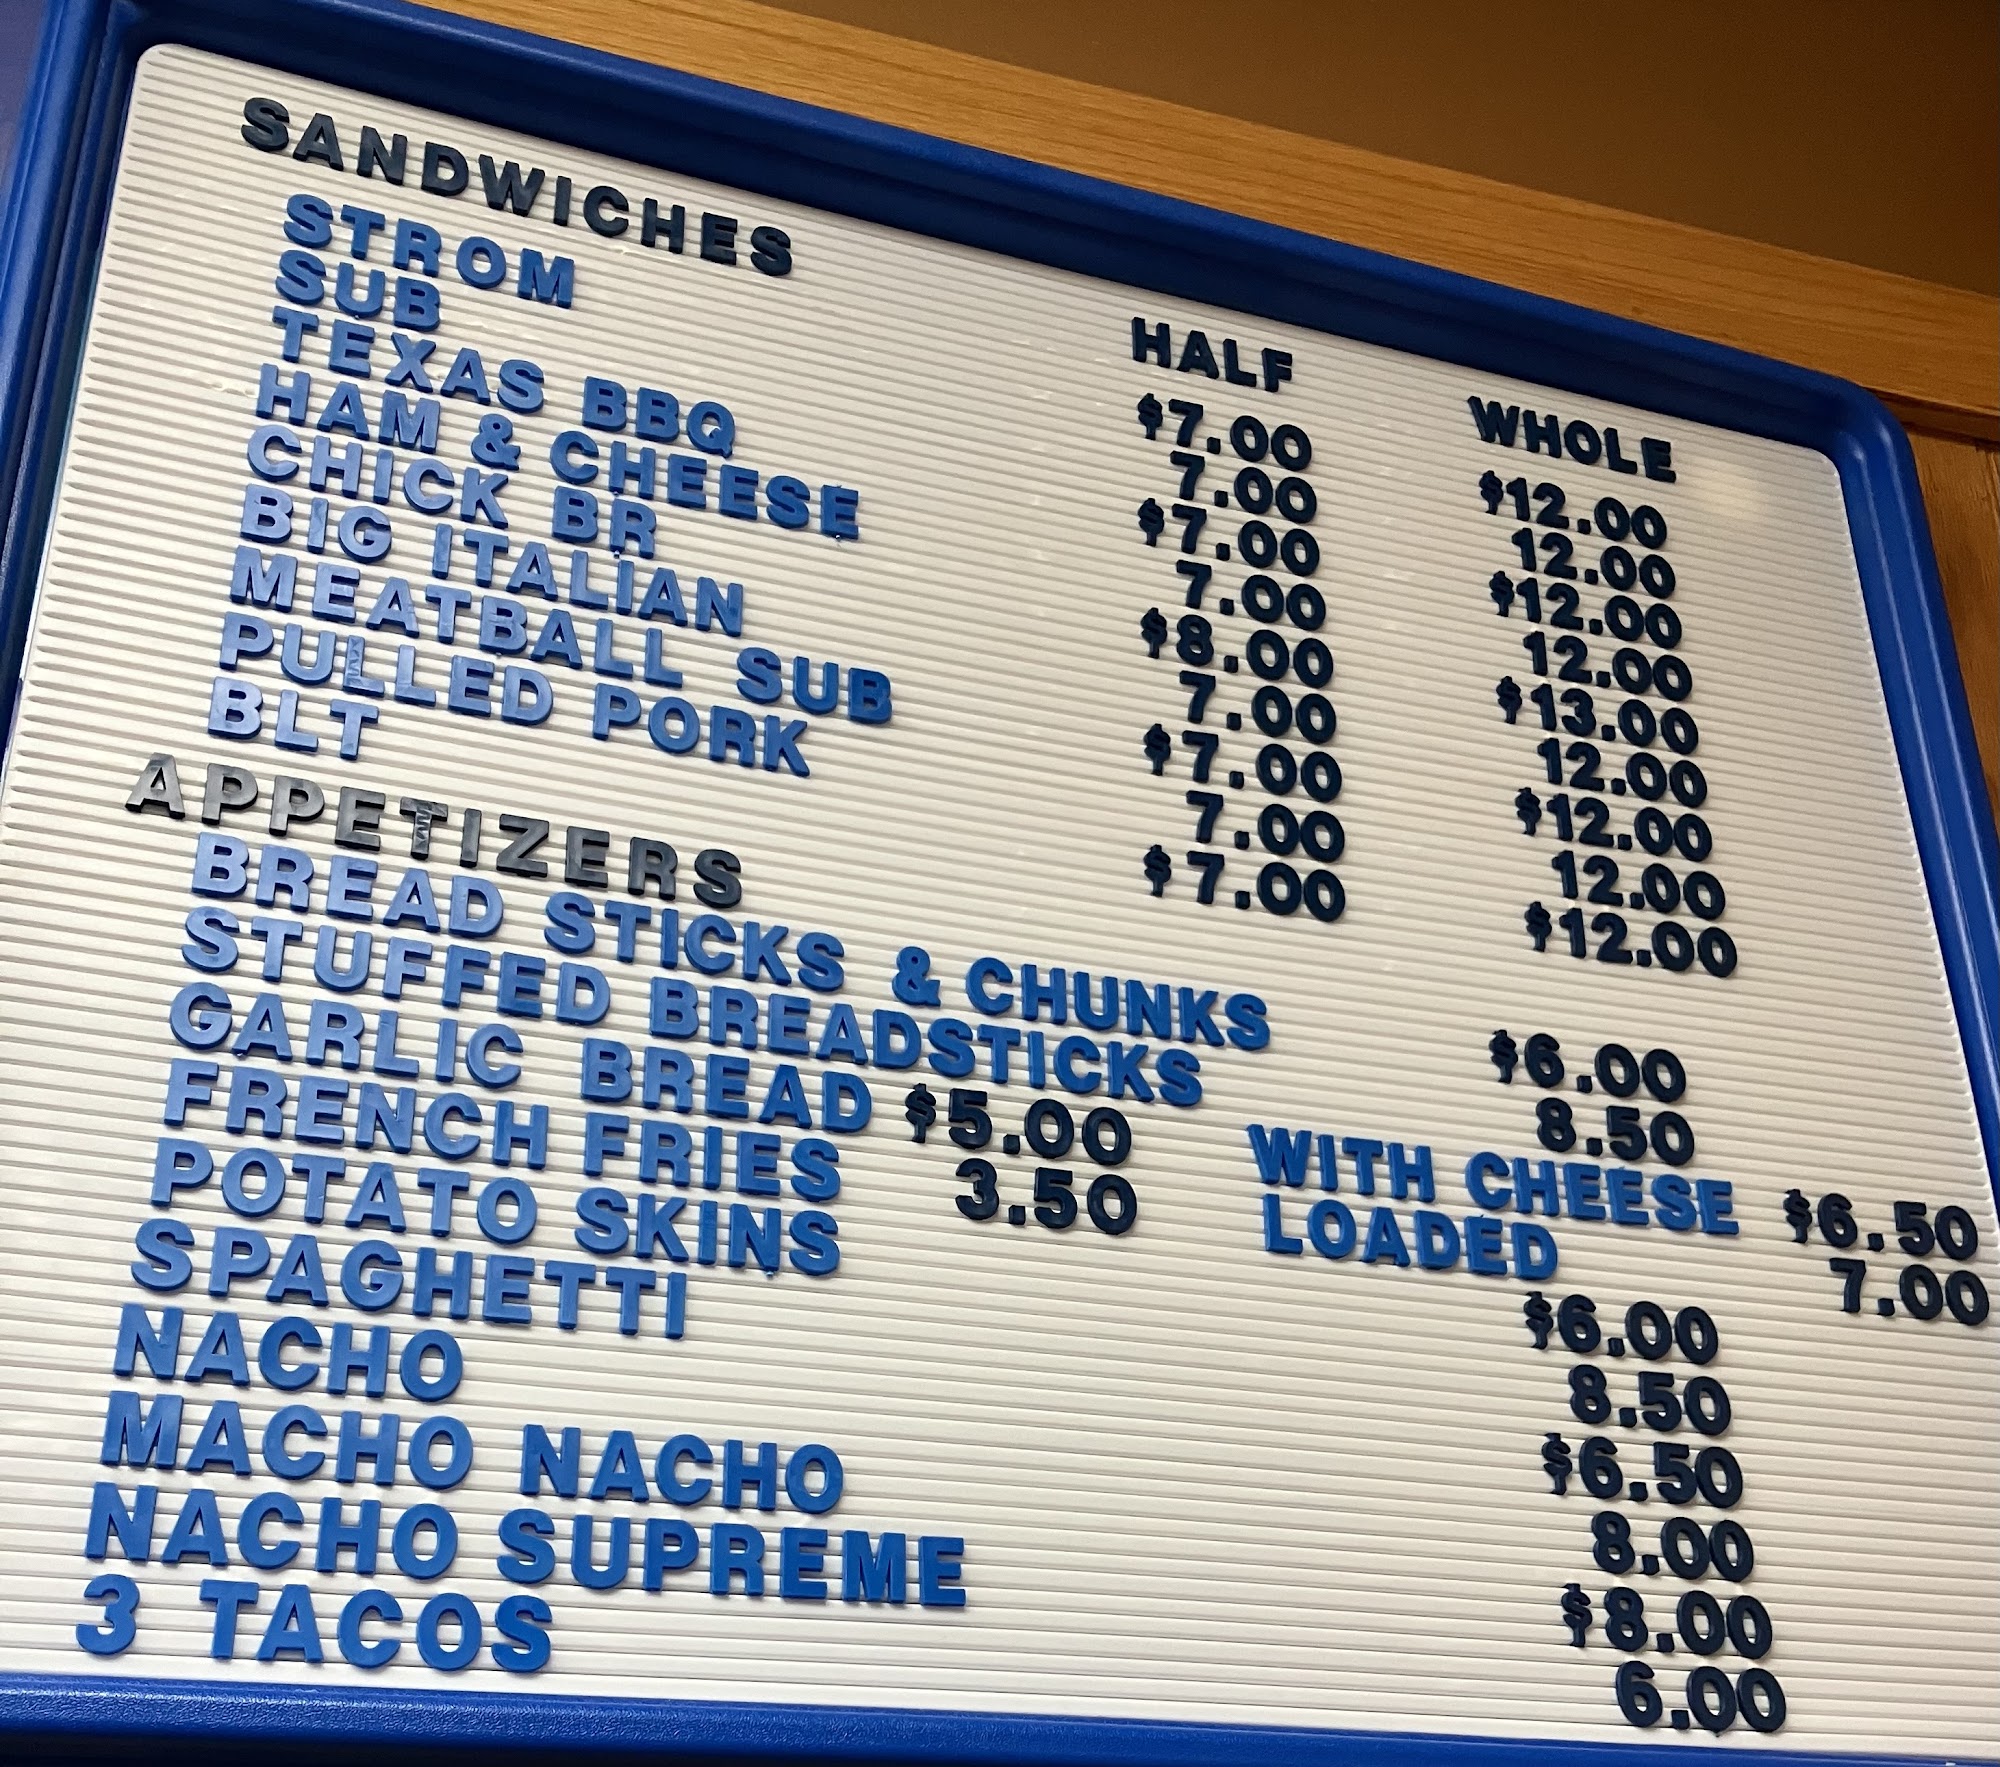 SANDWICHES HALF WHOLE
STROM $7.00 $12.00
SUB 7.00 12.00
TEXAS BBQ $7.00 $12.00
HAM & CHEESE 7.00 12.00
CHICK BR $8.00 $13.00
BIG ITALIAN 7.00 12.00
MEATBALL SUB $7.00 $12.00
PULLED PORK 7.00 12.00
BLT $7.00 $12.00
APPETIZERS
BREAD STICKS & CHUNKS $6.00
STUFFED BREADSTICKS 8.50
GARLIC BREAD $5.00 WITH CHEESE $6.50
FRENCH FRIES 3.50 LOADED 7.00
POTATO SKINS $6.00
SPAGHETTI 8.50
NACHO $6.50
MACHO NACHO 8.00
NACHO SUPREME $8.00
3 TACOS 6.00